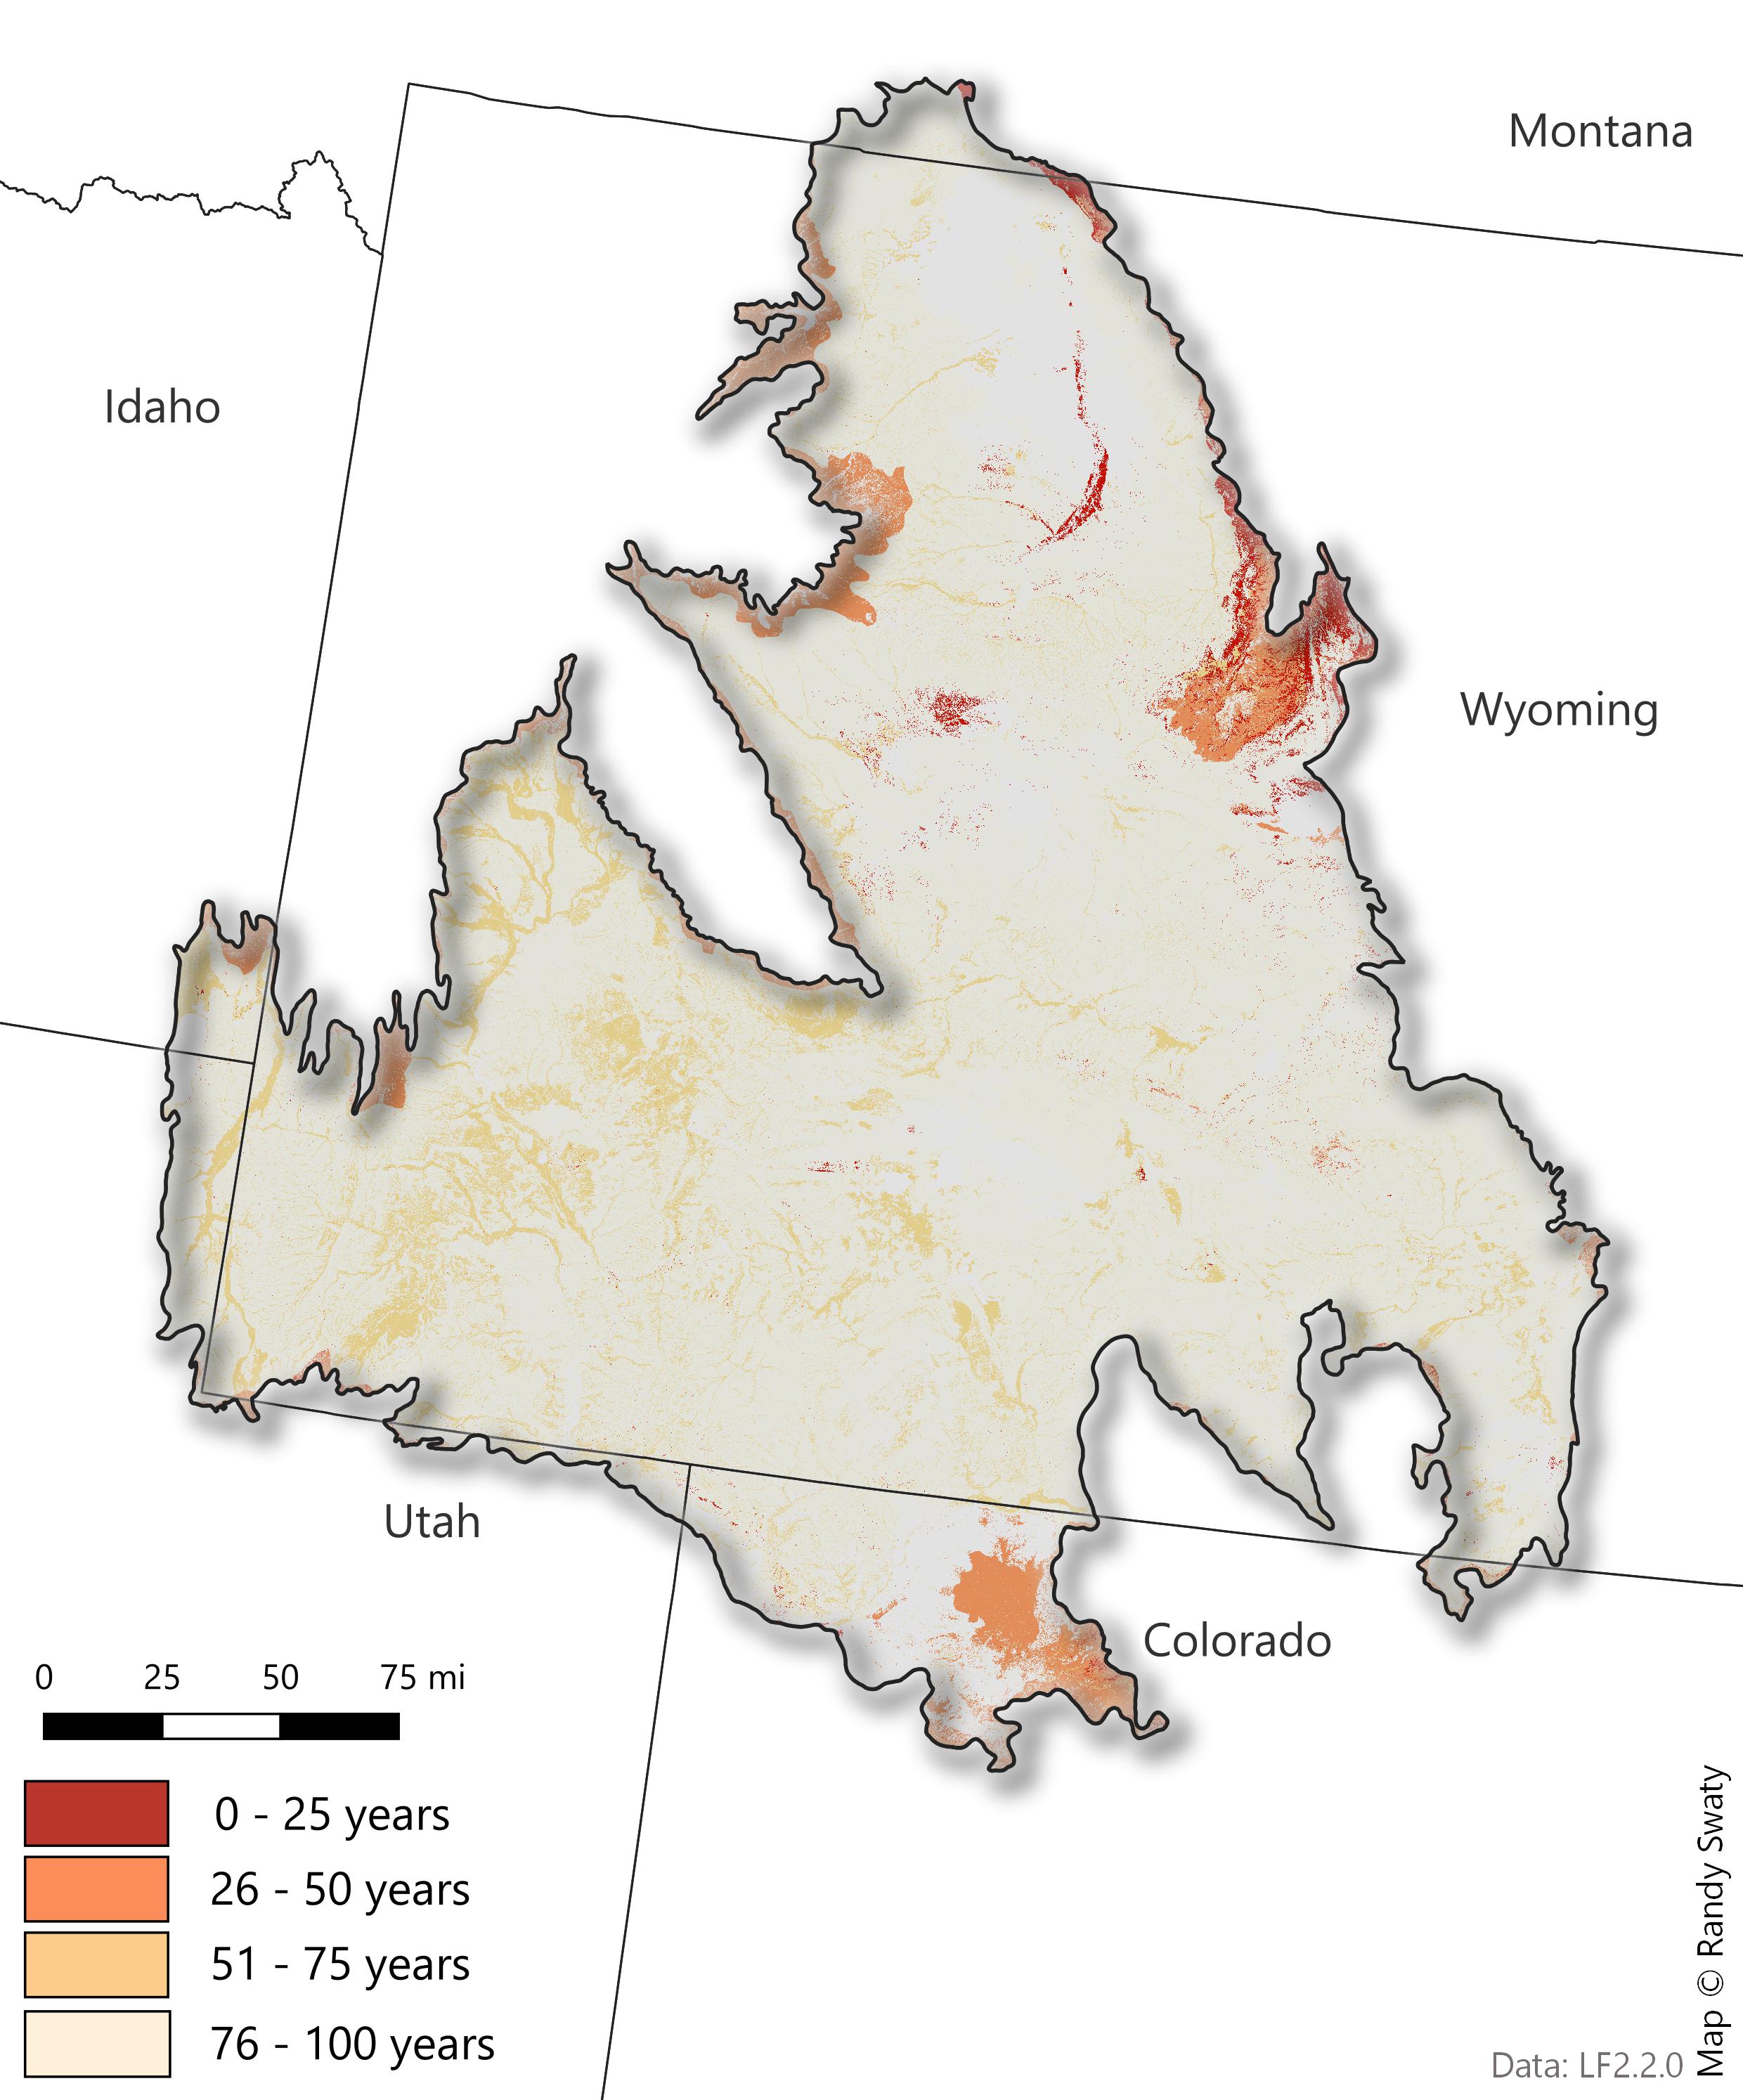 Montana
Idaho
Wyoming
Utah
Colorado
0 25 50 75 mi
0 - 25 years
26 - 50 years
51 - 75 years
76 - 100 years
Data: LF2.2.0
Map © Randy Swaty